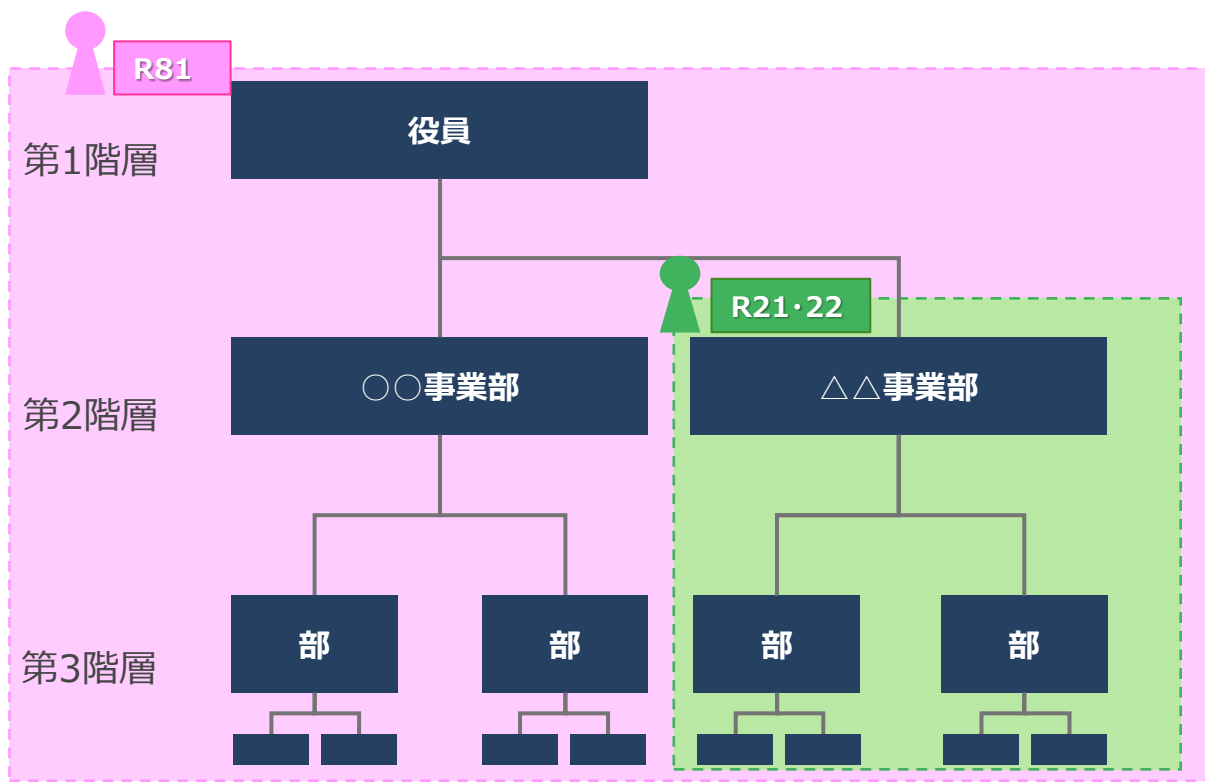 R81
役員
第1階層
R21･22
○○事業部
△△事業部
第2階層
部
部
部
部
第3階層